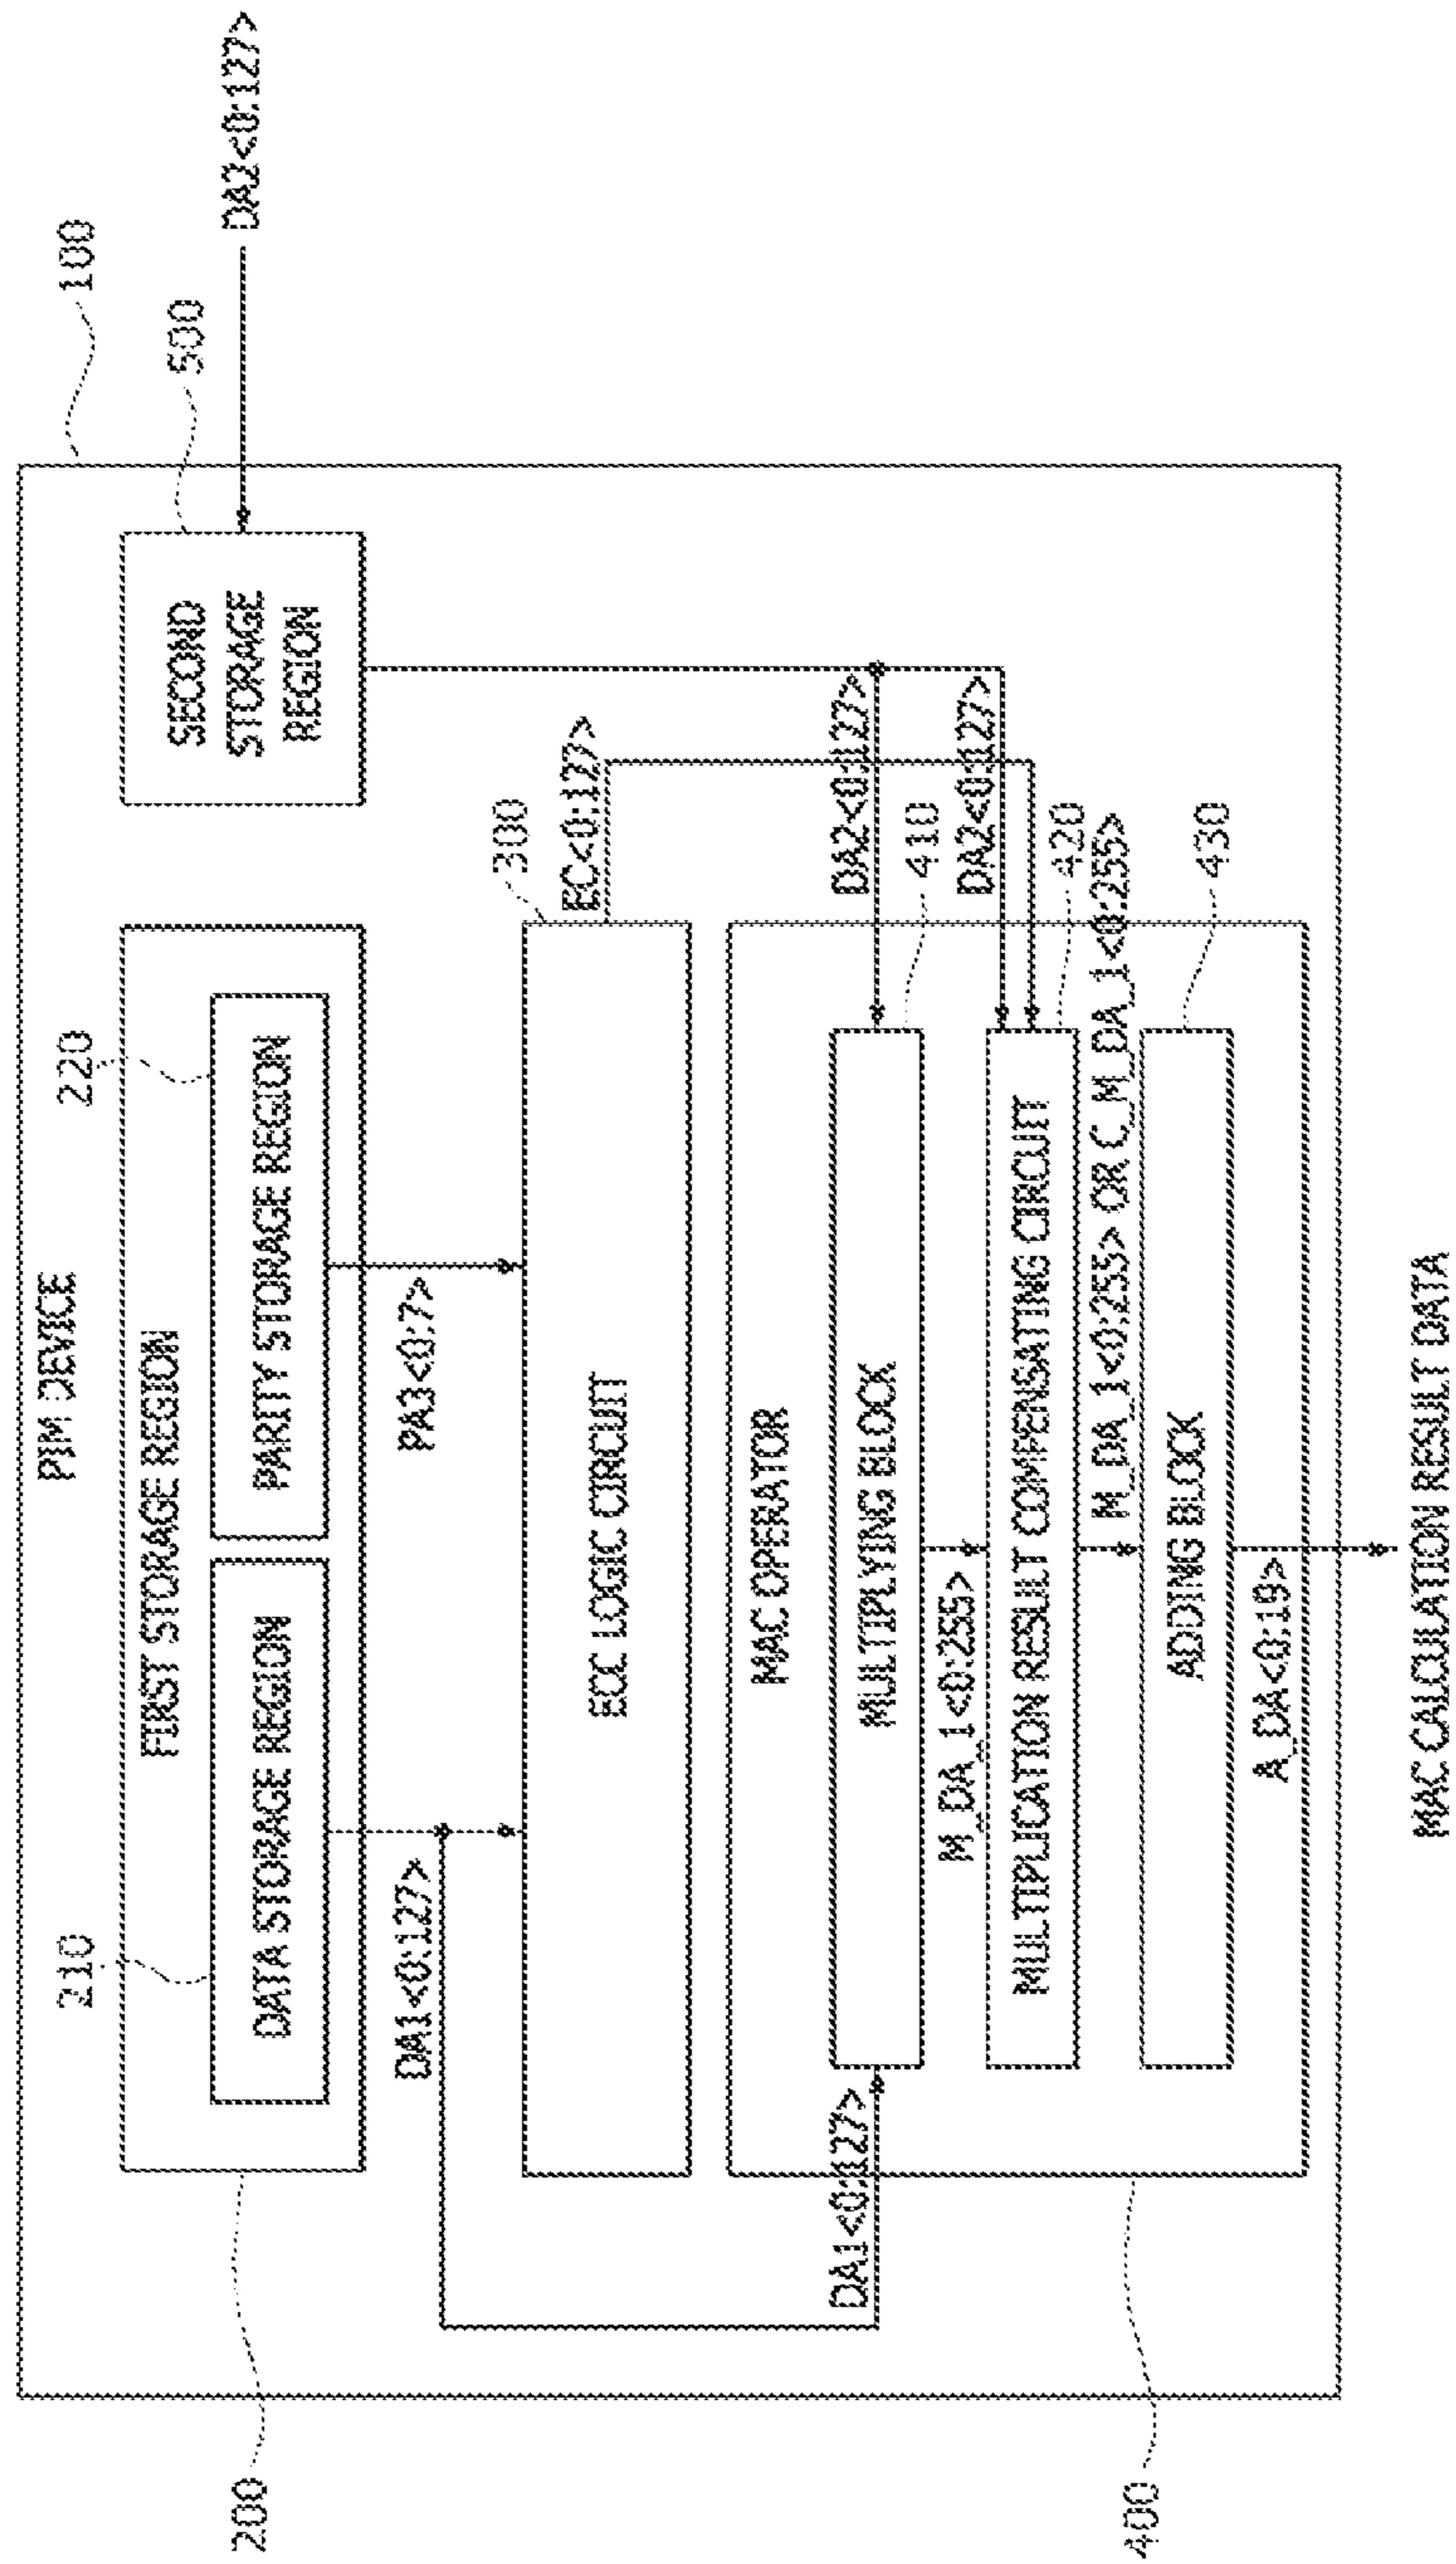 100
PIM DEVICE
200
FIRST STORAGE REGION
210
DATA STORAGE REGION
220
PARITY STORAGE REGION
500
SECOND
STORAGE
REGION
DA2<0:127>
DA1<0:127>
PA3<0:7>
300
ECC LOGIC CIRCUIT
EC<0:127>
400
MAC OPERATOR
DA1<0:127>
MULTIPLYING BLOCK
DA2<0:127>
410
M_DA_1<0:255>
MULTIPLICATION RESULT COMPENSATING CIRCUIT
DA2<0:127>
420
M_DA_1<0:255> OR C_M_DA_1<0:255>
ADDING BLOCK
430
A_DA<0:19>
MAC CALCULATION RESULT DATA